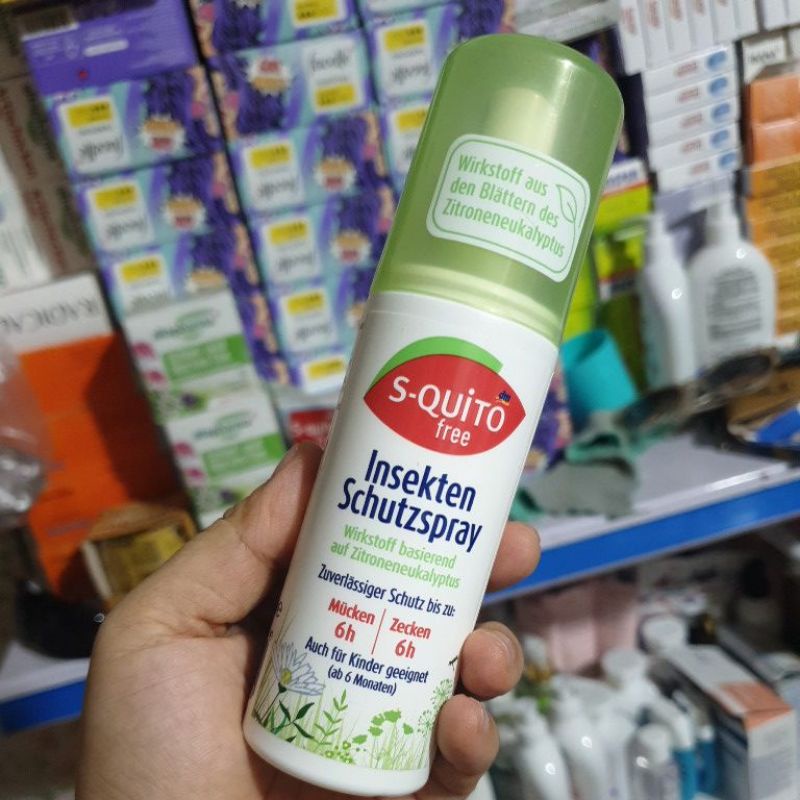 Wirkstoff aus
den Blättern des
Zitroneneukalyptus
dm
S-QUITO
free
Insekten
Schutzspray
Wirkstoff basierend
auf Zitroneneukalyptus
Zuverlässiger Schutz bis zu:
Mücken
6h
Zecken
6h
Auch für Kinder geeignet
(ab 6 Monaten)